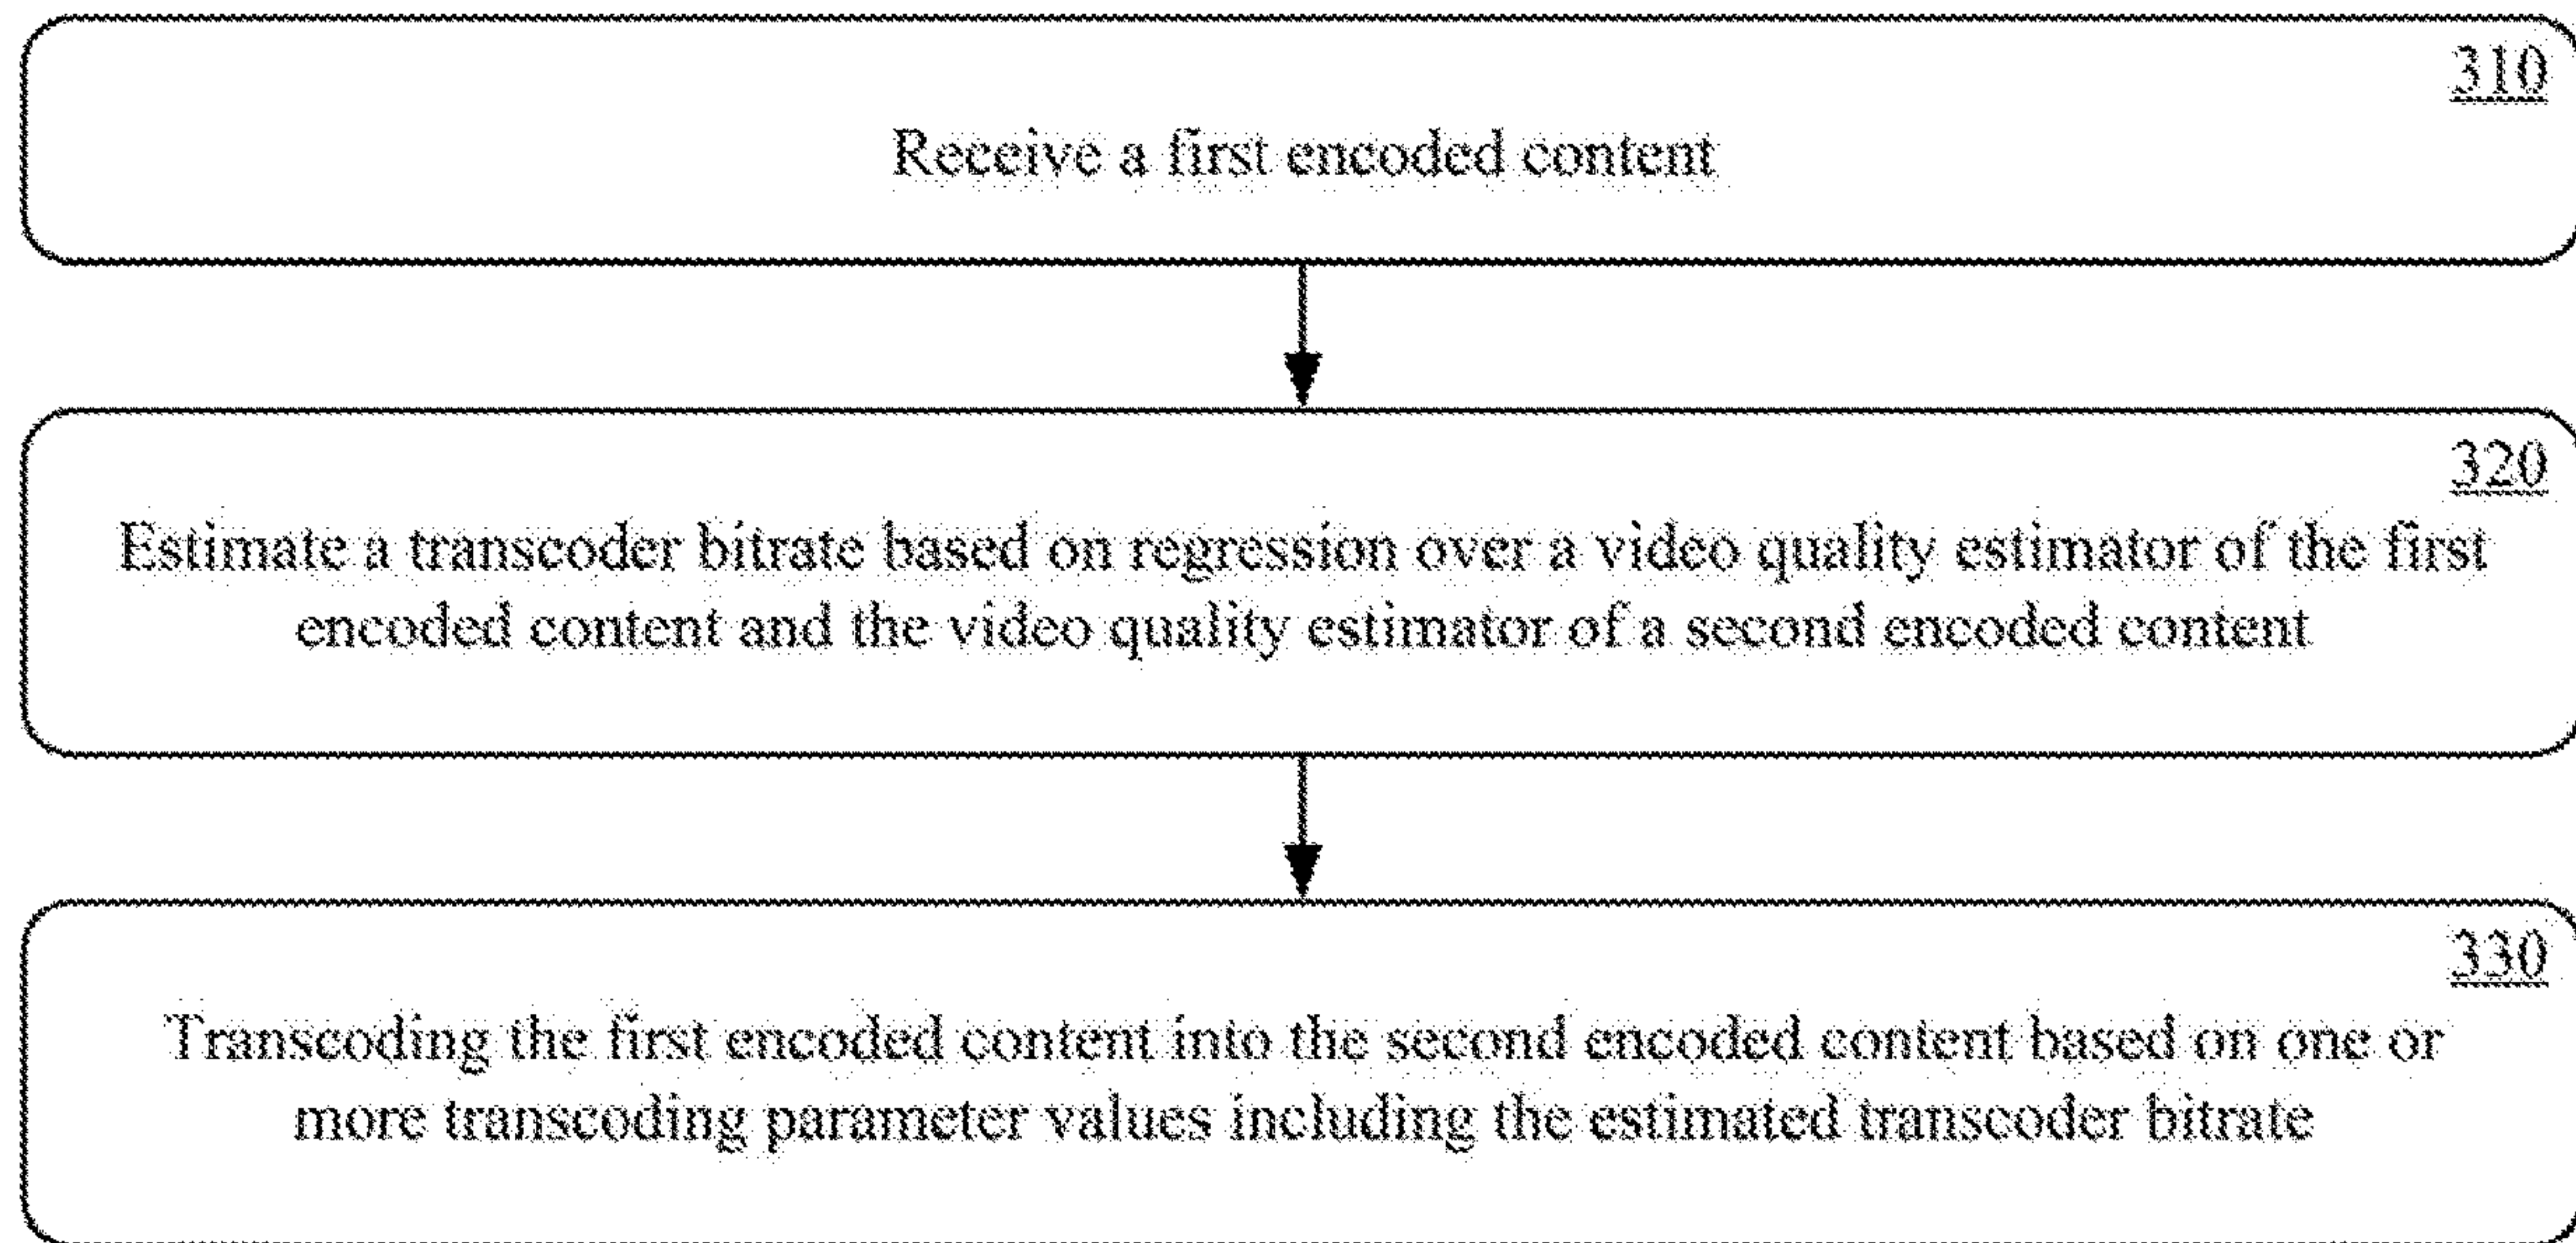 310
Receive a first encoded content
320
Estimate a transcoder bitrate based on regression over a video quality estimator of the first
encoded content and the video quality estimator of a second encoded content
330
Transcoding the first encoded content into the second encoded content based on one or
more transcoding parameter values including the estimated transcoder bitrate